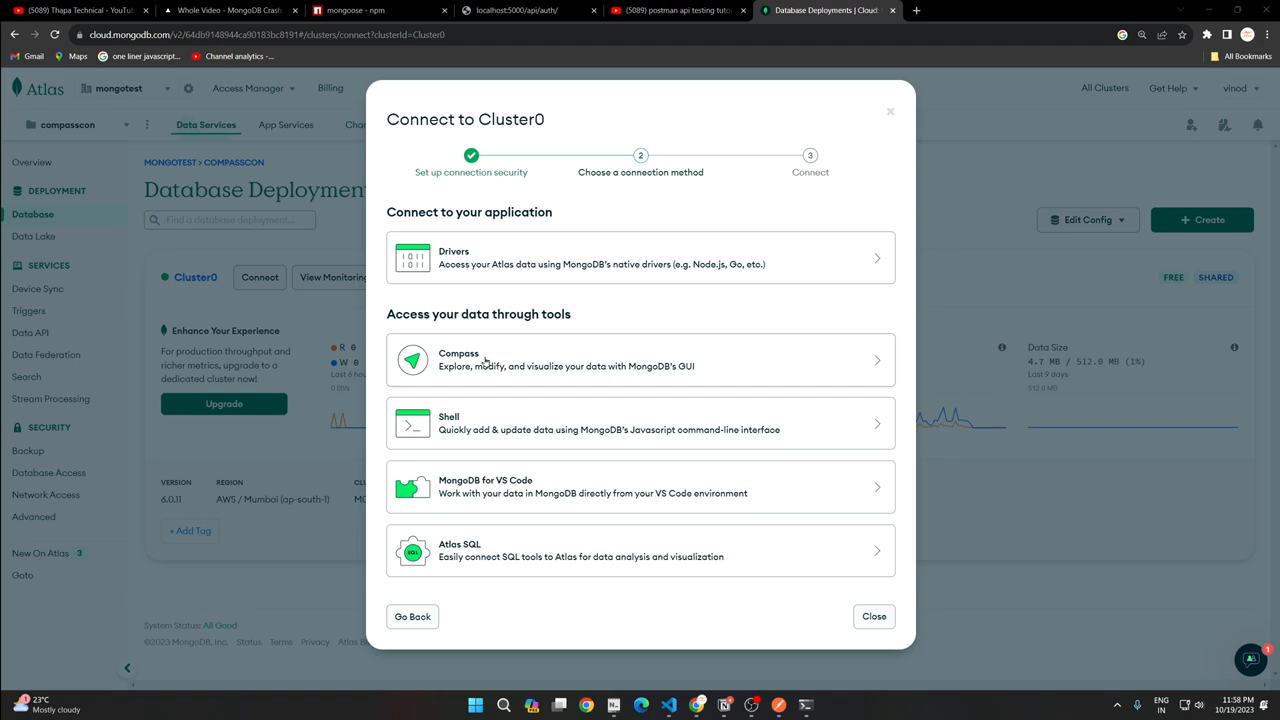 (5089) Thapa Technical - YouTu
Whole Video - MongoDB Crash
mongoose - npm
localhost:5000/api/auth/
(5089) postman api testing tuto
Database Deployments | Cloud:
cloud.mongodb.com/v2/64db9148944ca90183bc8191#/clusters/connect?clusterId=Cluster0
Gmail
Maps
one liner javascript...
Channel analytics -...
All Bookmarks
Atlas
mongotest
Access Manager
Billing
All Clusters
Get Help
vinod
compasscon
Data Services
App Services
Char
Overview
DEPLOYMENT
Database
Data Lake
SERVICES
Device Sync
Triggers
Data API
Data Federation
Search
Stream Processing
SECURITY
Backup
Database Access
Network Access
Advanced
New On Atlas 3
Goto
MONGOTEST > COMPASSCON
Database Deployment
Find a database deployment...
Edit Config
+ Create
Cluster0
Connect
View Monitoring
FREE
SHARED
Enhance Your Experience
For production throughput and
richer metrics, upgrade to a
dedicated cluster now!
Upgrade
R 0
W 0
Last 6 hou
Data Size
4.7 MB / 512.0 MB (1%)
Last 9 days
512.0 MB
VERSION
6.0.11
REGION
AWS / Mumbai (ap-south-1)
+ Add Tag
System Status: All Good
©2023 MongoDB, Inc.
Status
Terms
Privacy
Connect to Cluster0
2
3
Set up connection security
Choose a connection method
Connect
Connect to your application
Drivers
Access your Atlas data using MongoDB's native drivers (e.g. Node.js, Go, etc.)
Access your data through tools
Compass
Explore, modify, and visualize your data with MongoDB's GUI
Shell
Quickly add & update data using MongoDB's Javascript command-line interface
MongoDB for VS Code
Work with your data in MongoDB directly from your VS Code environment
SQL
Atlas SQL
Easily connect SQL tools to Atlas for data analysis and visualization
Go Back
Close
1
23°C
Mostly cloudy
ENG
IN
11:58 PM
10/19/2023